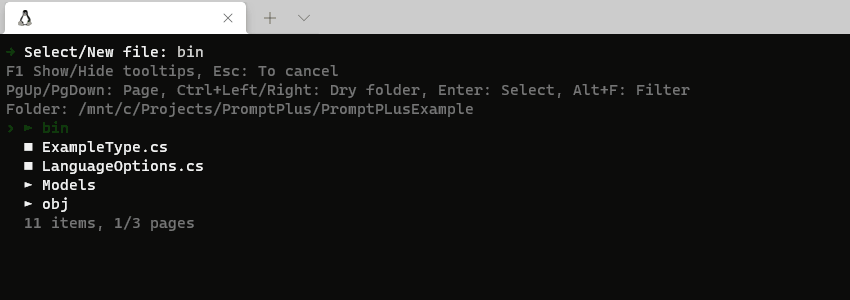 → Select/New file: bin
F1 Show/Hide tooltips, Esc: To cancel
PgUp/PgDown: Page, Ctrl+Left/Right: Dry folder, Enter: Select, Alt+F: Filter
Folder: /mnt/c/Projects/PromptPlus/PromptPLusExample
› ► bin
■ ExampleType.cs
■ LanguageOptions.cs
► Models
► obj
11 items, 1/3 pages